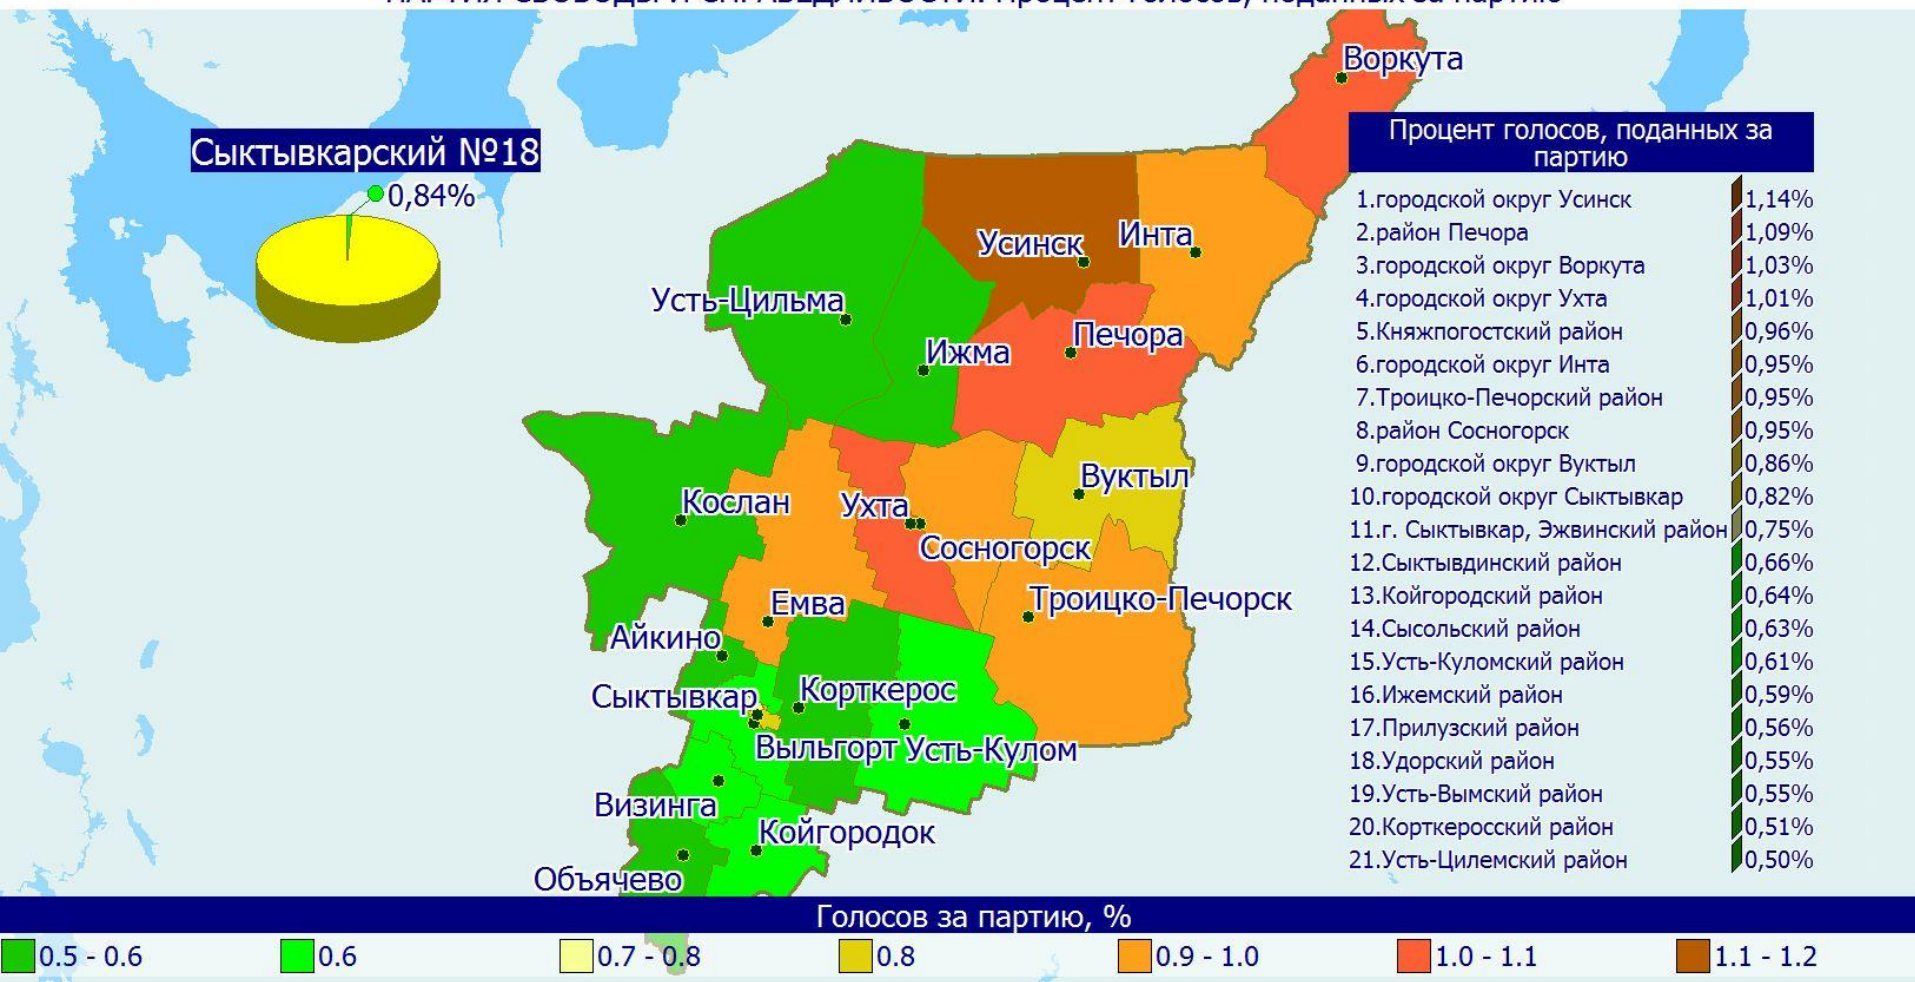 ПАРТИЯ СВОБОДЫ И СПРАВЕДЛИВОСТИ. Процент голосов, поданных за партию
Воркута
Сыктывкарский №18
0,84%
Усинск
Инта
Усть-Цильма
Ижма
Печора
Кослан
Ухта
Вуктыл
Сосногорск
Емва
Троицко-Печорск
Айкино
Сыктывкар
Корткерос
Выльгорт
Усть-Кулом
Визинга
Койгородок
Объячево
Процент голосов, поданных за
партию
1.городской округ Усинск 1,14%
2.район Печора 1,09%
3.городской округ Воркута 1,03%
4.городской округ Ухта 1,01%
5.Княжпогостский район 0,96%
6.городской округ Инта 0,95%
7.Троицко-Печорский район 0,95%
8.район Сосногорск 0,95%
9.городской округ Вуктыл 0,86%
10.городской округ Сыктывкар 0,82%
11.г. Сыктывкар, Эжвинский район 0,75%
12.Сыктывдинский район 0,66%
13.Койгородский район 0,64%
14.Сысольский район 0,63%
15.Усть-Куломский район 0,61%
16.Ижемский район 0,59%
17.Прилузский район 0,56%
18.Удорский район 0,55%
19.Усть-Вымский район 0,55%
20.Корткеросский район 0,51%
21.Усть-Цилемский район 0,50%
Голосов за партию, %
0.5 - 0.6
0.6
0.7 - 0.8
0.8
0.9 - 1.0
1.0 - 1.1
1.1 - 1.2